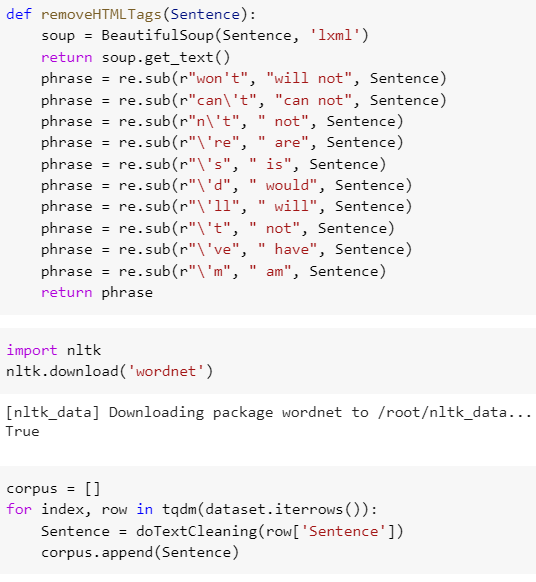 def removeHTMLTags(Sentence):
    soup = BeautifulSoup(Sentence, 'lxml')
    return soup.get_text()
    phrase = re.sub(r"won't", "will not", Sentence)
    phrase = re.sub(r"can\'t", "can not", Sentence)
    phrase = re.sub(r"n\'t", " not", Sentence)
    phrase = re.sub(r"\'re", " are", Sentence)
    phrase = re.sub(r"\'s", " is", Sentence)
    phrase = re.sub(r"\'d", " would", Sentence)
    phrase = re.sub(r"\'ll", " will", Sentence)
    phrase = re.sub(r"\'t", " not", Sentence)
    phrase = re.sub(r"\'ve", " have", Sentence)
    phrase = re.sub(r"\'m", " am", Sentence)
    return phrase
import nltk
nltk.download('wordnet')
[nltk_data] Downloading package wordnet to /root/nltk_data...
True
corpus = []
for index, row in tqdm(dataset.iterrows()):
    Sentence = doTextCleaning(row['Sentence'])
    corpus.append(Sentence)